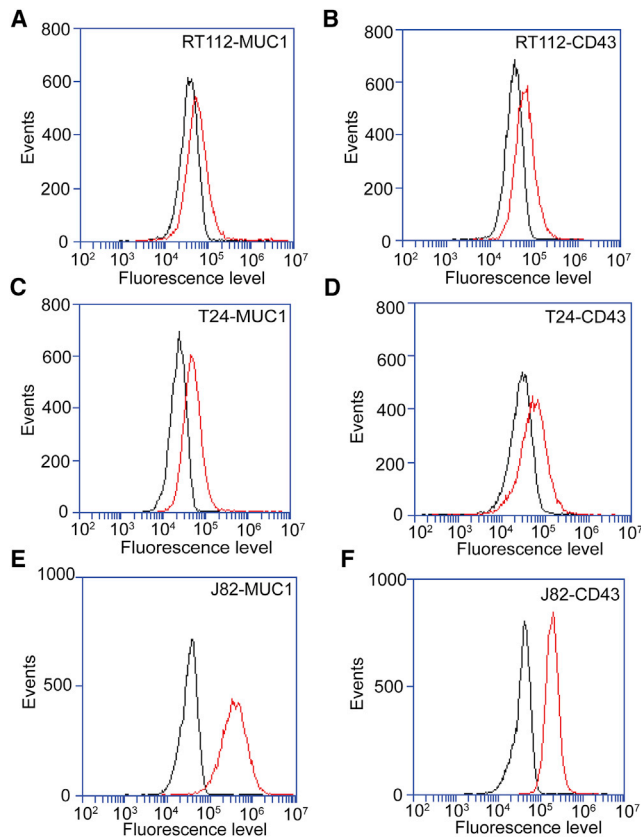 A
RT112-MUC1
800
600
400
200
0
Events
10² 10³ 10⁴ 10⁵ 10⁶ 10⁷
Fluorescence level
B
RT112-CD43
800
600
400
200
0
Events
10² 10³ 10⁴ 10⁵ 10⁶ 10⁷
Fluorescence level
C
T24-MUC1
800
600
400
200
0
Events
10² 10³ 10⁴ 10⁵ 10⁶ 10⁷
Fluorescence level
D
T24-CD43
800
600
400
200
0
Events
10² 10³ 10⁴ 10⁵ 10⁶ 10⁷
Fluorescence level
E
J82-MUC1
1000
500
0
Events
10² 10³ 10⁴ 10⁵ 10⁶ 10⁷
Fluorescence level
F
J82-CD43
1000
500
0
Events
10² 10³ 10⁴ 10⁵ 10⁶ 10⁷
Fluorescence level